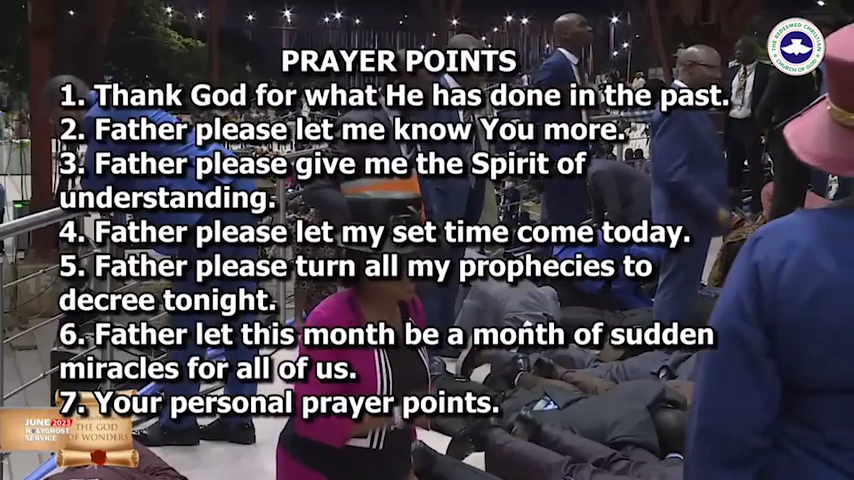 PRAYER POINTS
1. Thank God for what He has done in the past.
2. Father please let me know You more.
3. Father please give me the Spirit of
understanding.
4. Father please let my set time come today.
5. Father please turn all my prophecies to
decree tonight.
6. Father let this month be a month of sudden
miracles for all of us.
7. Your personal prayer points.
THE REDEEMED CHRISTIAN
CHURCH OF GOD
JUNE 2023
HOLYGHOST
SERVICE
THE GOD
OF WONDERS